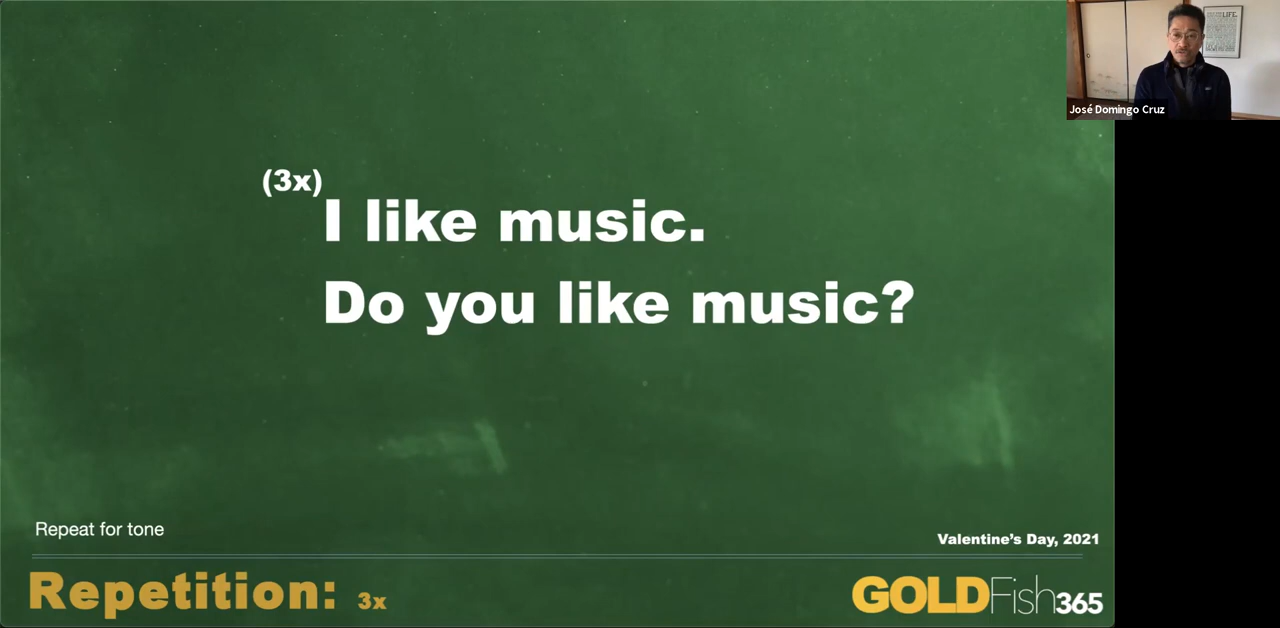 LIFE.
José Domingo Cruz
(3x)
I like music.
Do you like music?
Repeat for tone
Valentine's Day, 2021
Repetition: 3x
GOLDFish365